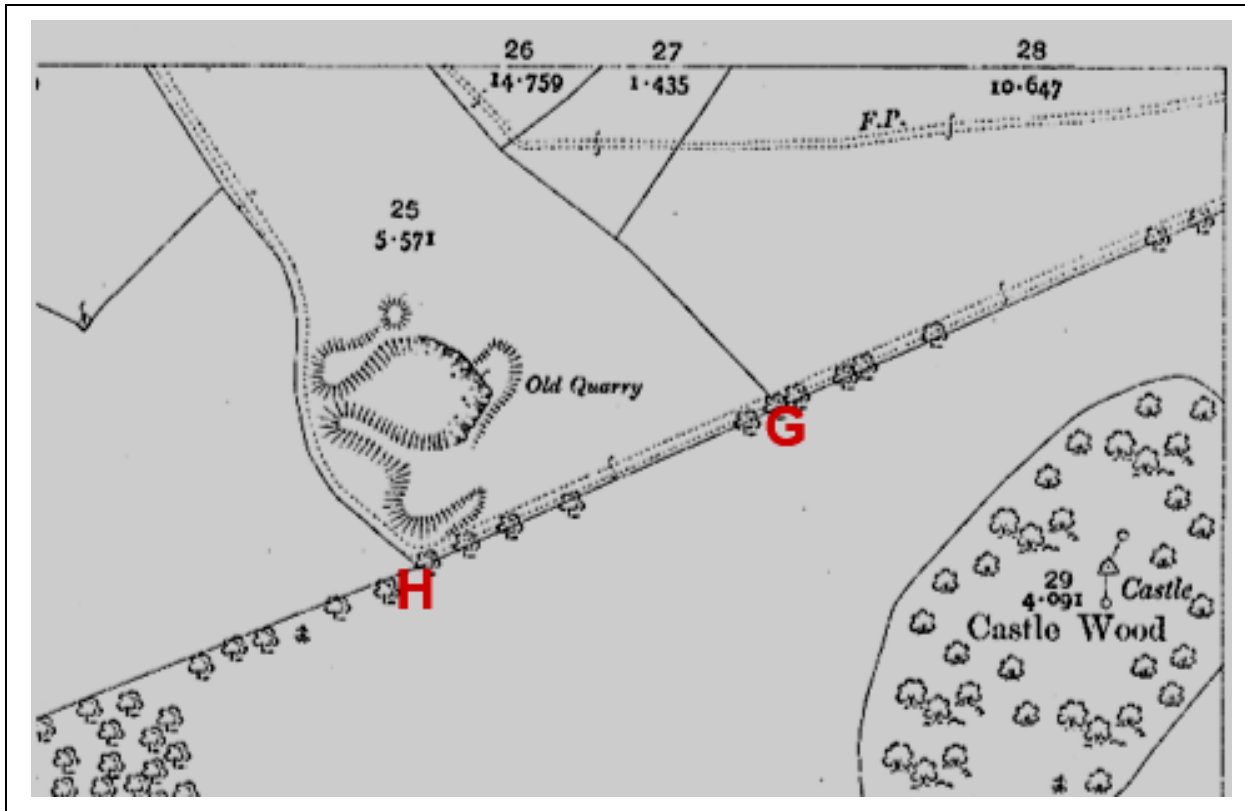 26 27 28
14·759 1·435 10·647
F.P.
25
5·571
Old Quarry
G
H
29
4·091
Castle
Castle Wood